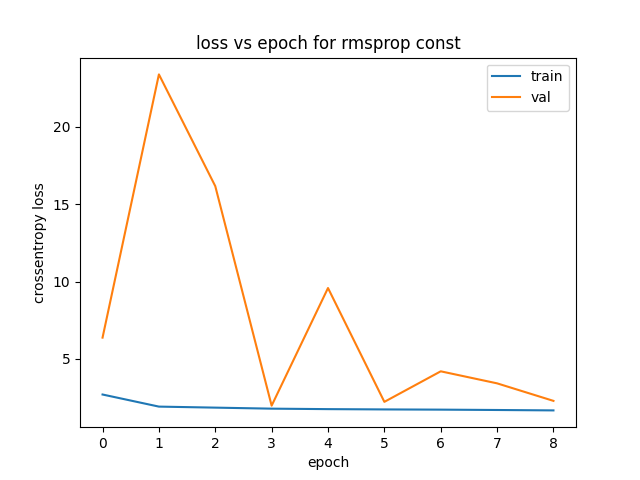 loss vs epoch for rmsprop const
train
val
crossentropy loss
20
15
10
5
0 1 2 3 4 5 6 7 8
epoch